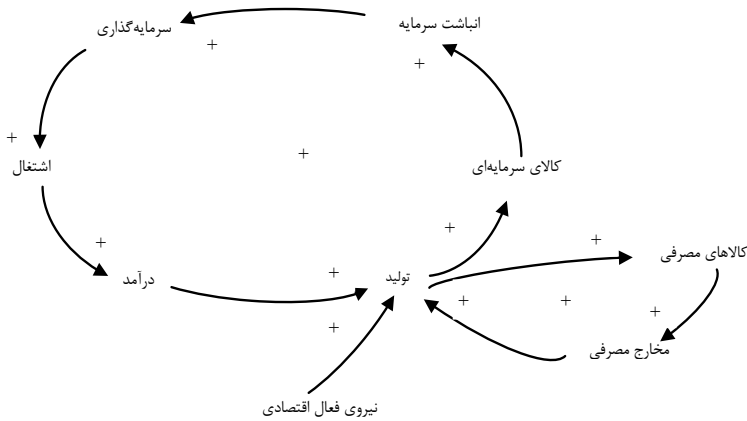 انباشت سرمایه
سرمایه‌گذاری
+
+
+
+
کالای سرمایه‌ای
اشتغال
+
+
+
کالاهای مصرفی
درآمد
تولید
+
+
+
+
+
مخارج مصرفی
نیروی فعال اقتصادی